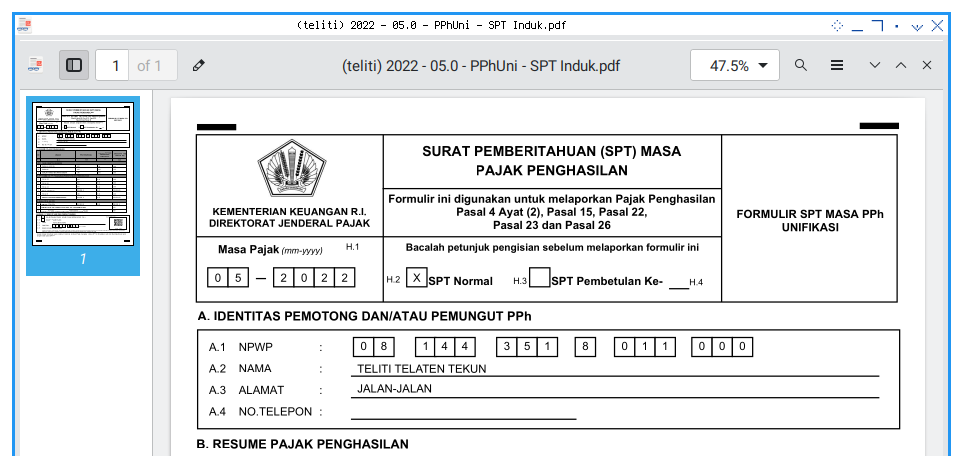 (teliti) 2022 - 05.0 - PPhUni - SPT Induk.pdf
1 of 1 (teliti) 2022 - 05.0 - PPhUni - SPT Induk.pdf 47.5%
1
KEMENTERIAN KEUANGAN R.I.
DIREKTORAT JENDERAL PAJAK
SURAT PEMBERITAHUAN (SPT) MASA
PAJAK PENGHASILAN
Formulir ini digunakan untuk melaporkan Pajak Penghasilan
Pasal 4 Ayat (2), Pasal 15, Pasal 22,
Pasal 23 dan Pasal 26
FORMULIR SPT MASA PPh
UNIFIKASI
Masa Pajak (mm-yyyy) H.1
0 5 — 2 0 2 2
Bacalah petunjuk pengisian sebelum melaporkan formulir ini
H.2 X SPT Normal H.3 SPT Pembetulan Ke- H.4
A. IDENTITAS PEMOTONG DAN/ATAU PEMUNGUT PPh
A.1 NPWP : 0 8 1 4 4 3 5 1 8 0 1 1 0 0 0
A.2 NAMA : TELITI TELATEN TEKUN
A.3 ALAMAT : JALAN-JALAN
A.4 NO.TELEPON :
B. RESUME PAJAK PENGHASILAN